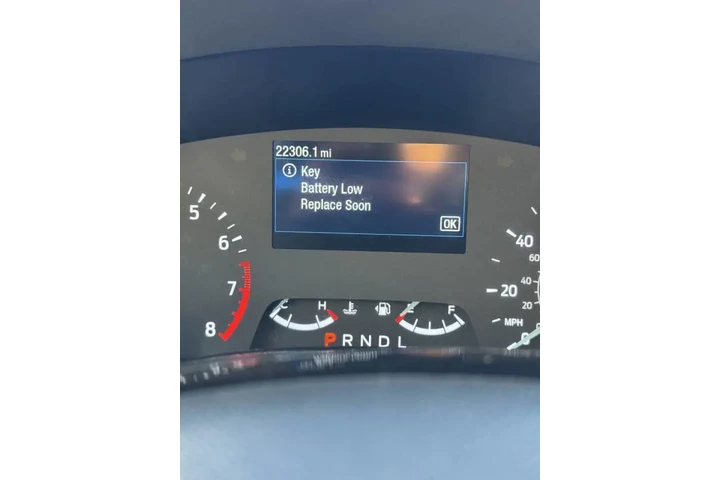 22306.1 mi
Key
Battery Low
Replace Soon
OK
5
6
7
8
C H
E F
P R N D L
40
20
MPH
0
60
40
20